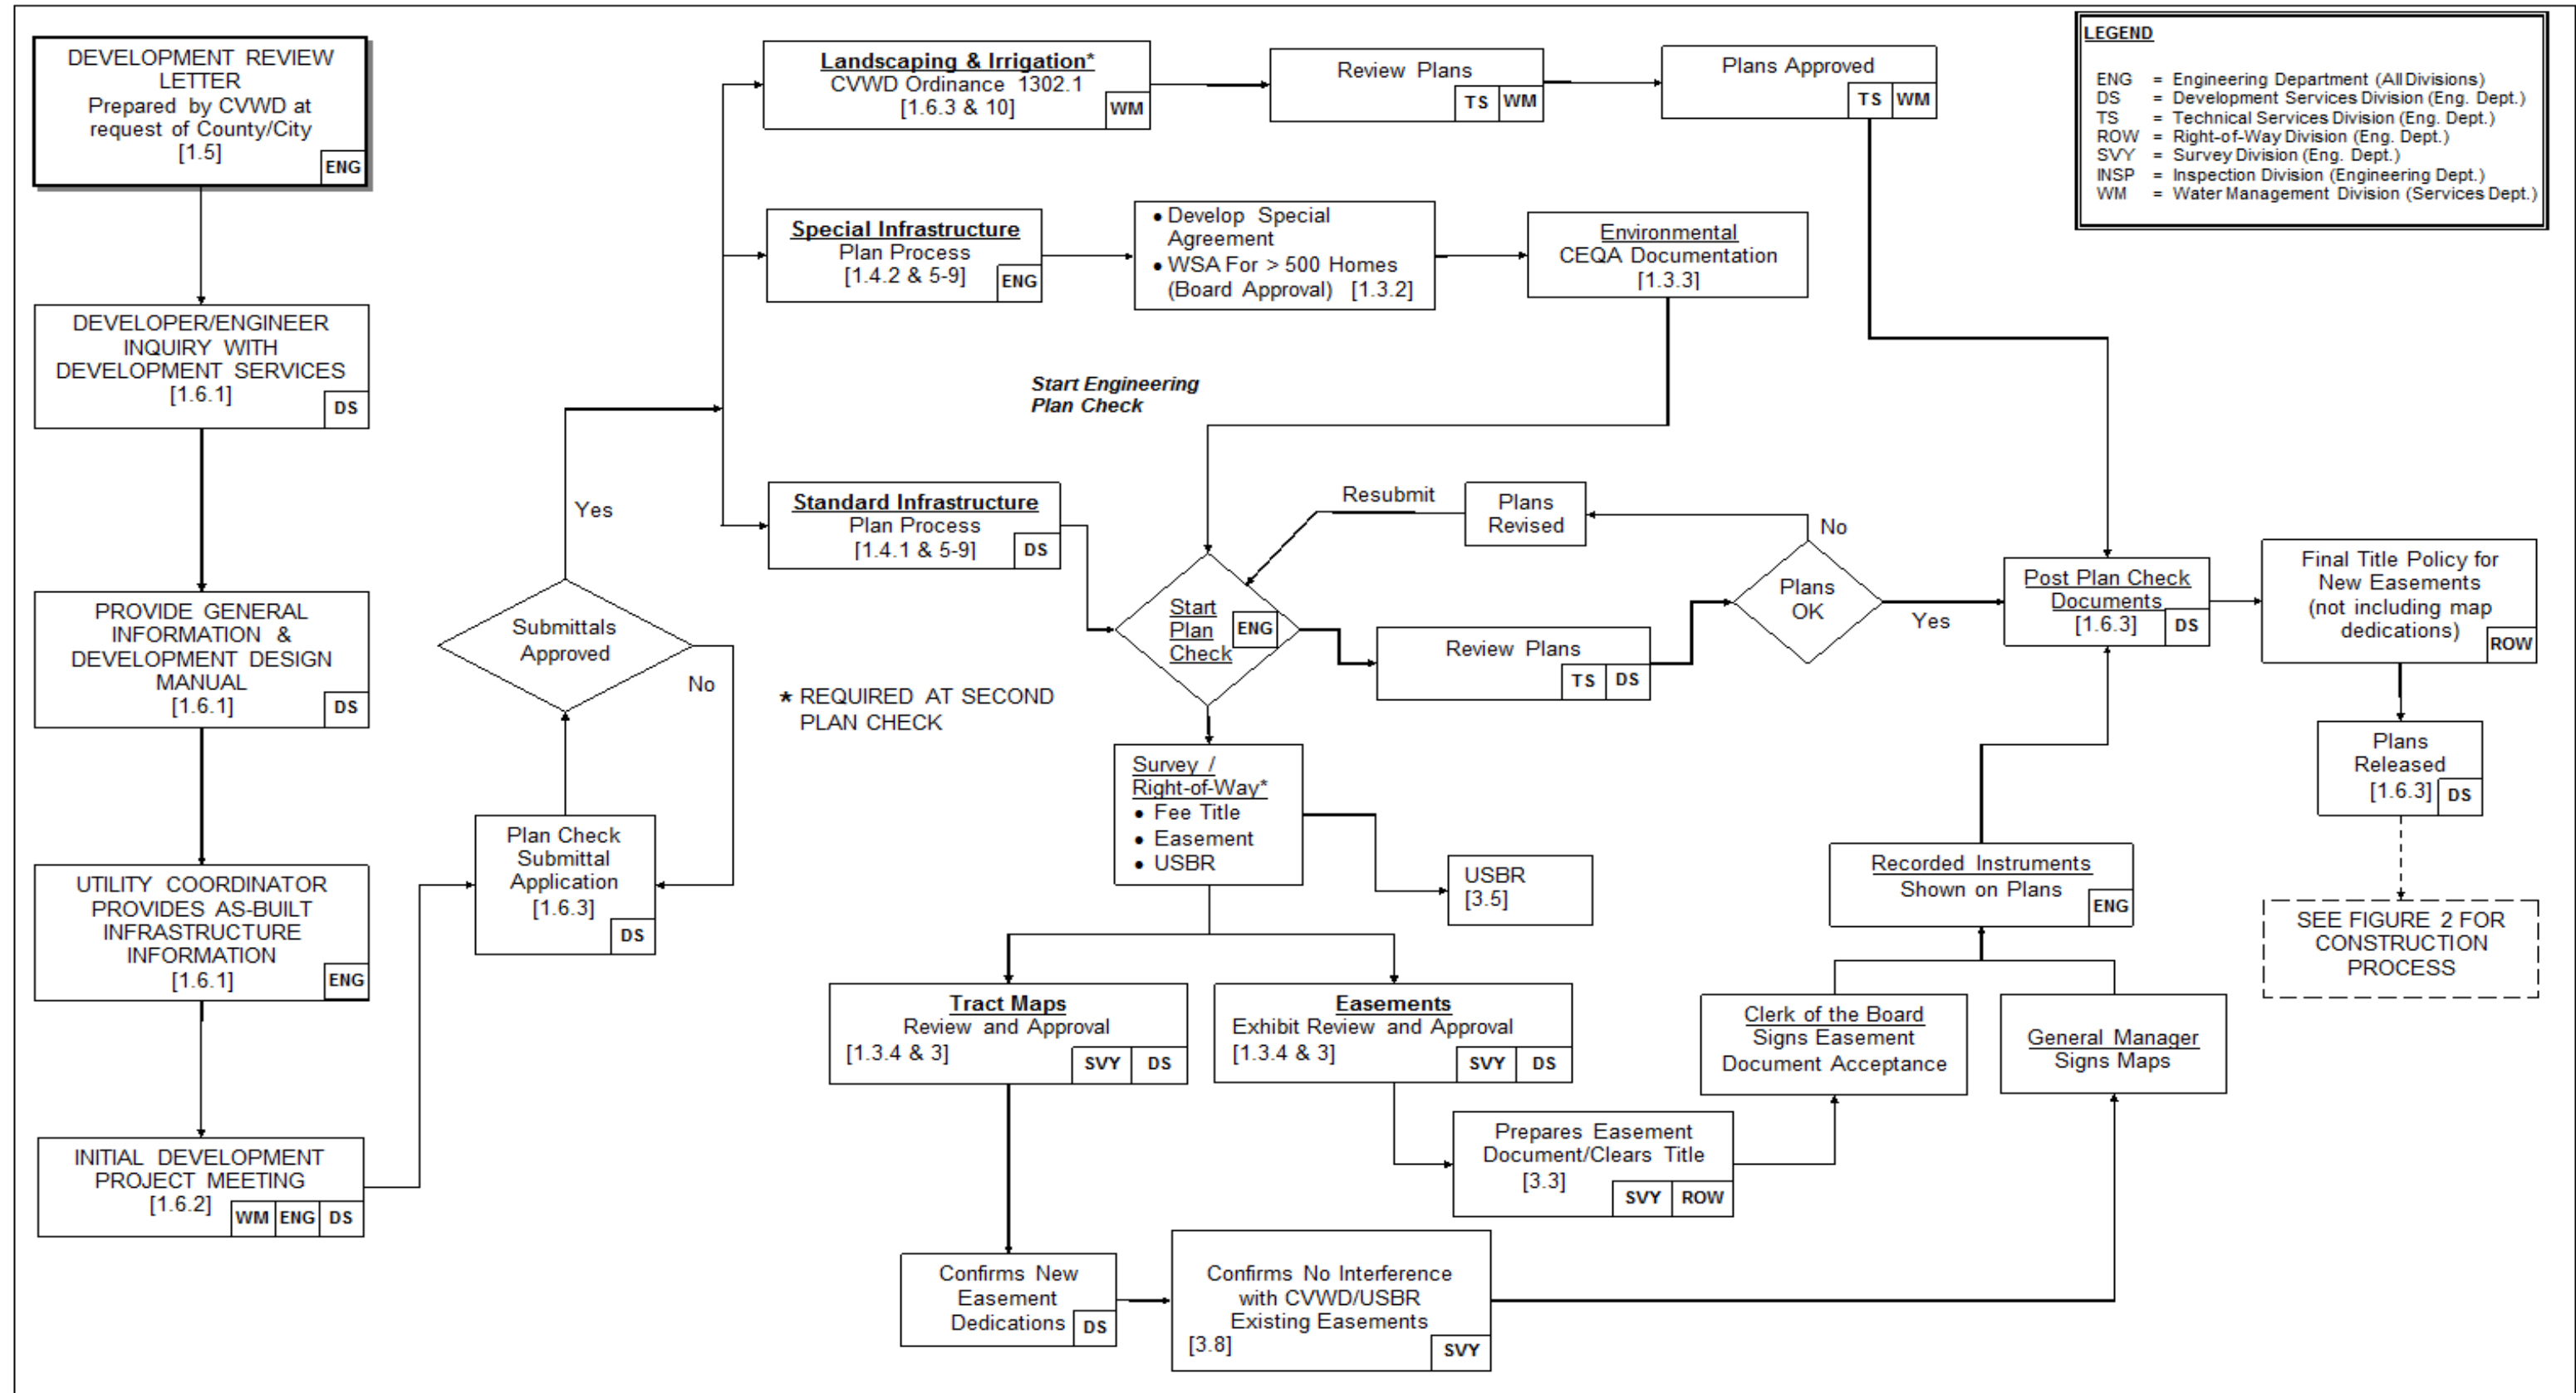 DEVELOPMENT REVIEW
LETTER
Prepared by CVWD at
request of County/City
[1.5]
ENG
DEVELOPER/ENGINEER
INQUIRY WITH
DEVELOPMENT SERVICES
[1.6.1]
DS
PROVIDE GENERAL
INFORMATION &
DEVELOPMENT DESIGN
MANUAL
[1.6.1]
DS
UTILITY COORDINATOR
PROVIDES AS-BUILT
INFRASTRUCTURE
INFORMATION
[1.6.1]
ENG
INITIAL DEVELOPMENT
PROJECT MEETING
[1.6.2]
WM ENG DS
Plan Check
Submittal
Application
[1.6.3]
DS
Submittals
Approved
Yes
No
Landscaping & Irrigation*
CVWD Ordinance 1302.1
[1.6.3 & 10]
WM
Review Plans
TS WM
Plans Approved
TS WM
Special Infrastructure
Plan Process
[1.4.2 & 5-9]
ENG
• Develop Special
Agreement
• WSA For > 500 Homes
(Board Approval) [1.3.2]
Environmental
CEQA Documentation
[1.3.3]
Start Engineering
Plan Check
Standard Infrastructure
Plan Process
[1.4.1 & 5-9]
DS
* REQUIRED AT SECOND
PLAN CHECK
Start
Plan
Check
ENG
Resubmit
Plans
Revised
No
Review Plans
TS DS
Plans
OK
Yes
Post Plan Check
Documents
[1.6.3]
DS
Final Title Policy for
New Easements
(not including map
dedications)
ROW
Plans
Released
[1.6.3]
DS
SEE FIGURE 2 FOR
CONSTRUCTION
PROCESS
Survey /
Right-of-Way*
• Fee Title
• Easement
• USBR
USBR
[3.5]
Tract Maps
Review and Approval
[1.3.4 & 3]
SVY DS
Easements
Exhibit Review and Approval
[1.3.4 & 3]
SVY DS
Prepares Easement
Document/Clears Title
[3.3]
SVY ROW
Clerk of the Board
Signs Easement
Document Acceptance
General Manager
Signs Maps
Recorded Instruments
Shown on Plans
ENG
Confirms New
Easement
Dedications
DS
Confirms No Interference
with CVWD/USBR
Existing Easements
[3.8]
SVY
LEGEND
ENG = Engineering Department (All Divisions)
DS = Development Services Division (Eng. Dept.)
TS = Technical Services Division (Eng. Dept.)
ROW = Right-of-Way Division (Eng. Dept.)
SVY = Survey Division (Eng. Dept.)
INSP = Inspection Division (Engineering Dept.)
WM = Water Management Division (Services Dept.)